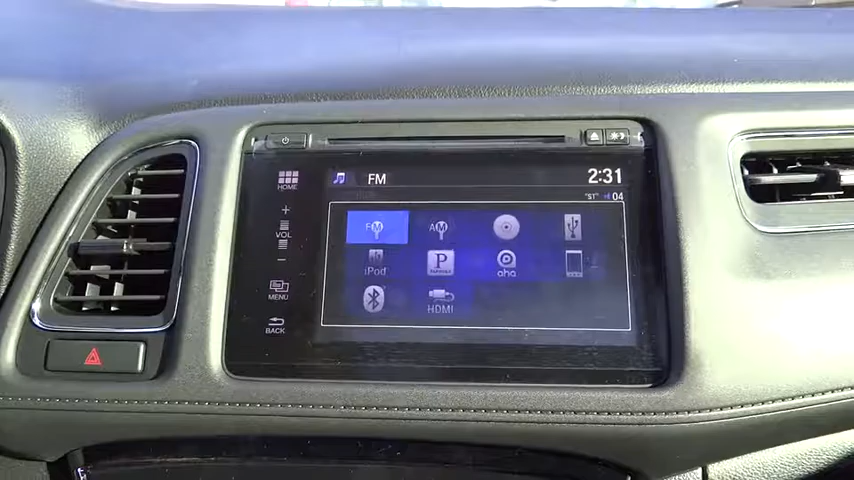 HOME
FM
2:31
"ST"
04
VOL
FM
AM
iPod
P
aha
MENU
HDMI
BACK